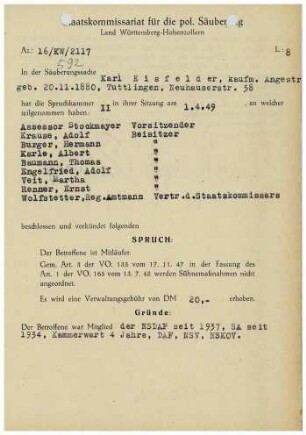 Staatskommissariat für die pol. Säuberung
Land Württemberg-Hohenzollern
Az.: 16/KW/2117
L: 8
592
In der Säuberungssache Karl Eisfelder, kaufm. Angestr
geb. 20.11.1880, Tuttlingen, Neuhauserstr. 38
hat die Spruchkammer II in ihrer Sitzung am 1.4.49 , an welcher
teilgenommen haben:
Assessor Stockmayer Vorsitzender
Krause, Adolf Beisitzer
Burger, Hermann "
Karle, Albert "
Baumann, Thomas "
Engelfried, Adolf "
Veit, Martha "
Renner, Ernst "
Wolfstetter,Reg.Amtmann Vertr.d.Staatskommissars
beschlossen und verkündet folgenden
SPRUCH:
Der Betroffene ist Mitläufer.
Gem. Art. 3 der VO. 133 vom 17. 11. 47 in der Fassung des
Art. 1 der VO. 165 vom 13. 7. 48 werden Sühnemaßnahmen nicht
angeordnet.
Es wird eine Verwaltungsgebühr von DM 20,- erhoben.
Gründe:
Der Betroffene war Mitglied der NSDAF seit 1937, SA seit
1934, Kammerwart 4 Jahre, DAF, NSV, NSKOV.